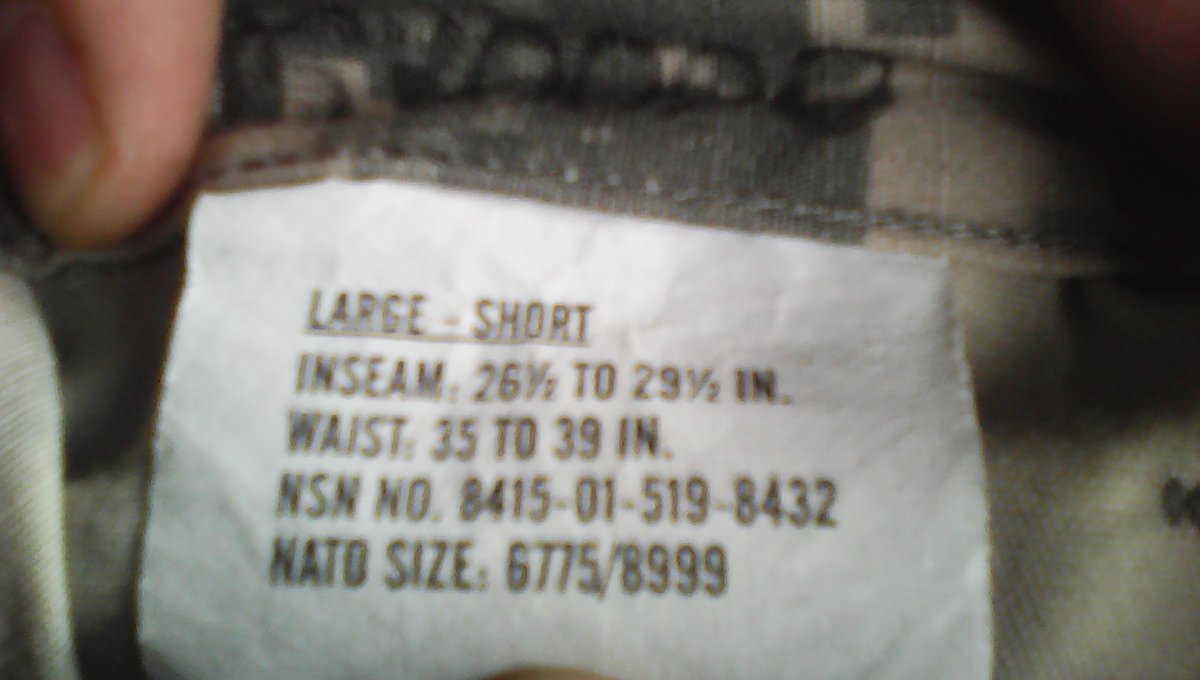 LARGE - SHORT
INSEAM: 26½ TO 29½ IN.
WAIST: 35 TO 39 IN.
NSN NO. 8415-01-519-8432
NATO SIZE: 6775/8999